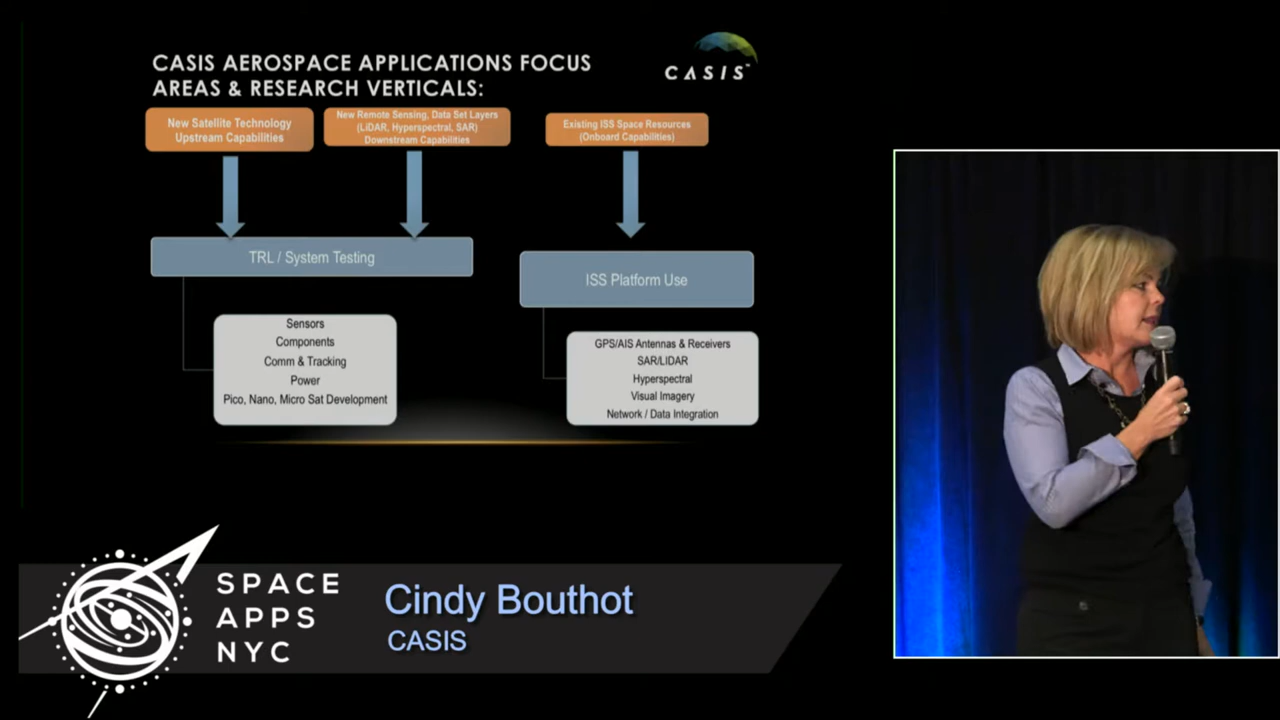 CASIS AEROSPACE APPLICATIONS FOCUS
AREAS & RESEARCH VERTICALS:
CASIS™
New Satellite Technology
Upstream Capabilities
New Remote Sensing, Data Set Layers
(LiDAR, Hyperspectral, SAR)
Downstream Capabilities
Existing ISS Space Resources
(Onboard Capabilities)
TRL / System Testing
ISS Platform Use
Sensors
Components
Comm & Tracking
Power
Pico, Nano, Micro Sat Development
GPS/AIS Antennas & Receivers
SAR/LIDAR
Hyperspectral
Visual Imagery
Network / Data Integration
SPACE
APPS
NYC
Cindy Bouthot
CASIS